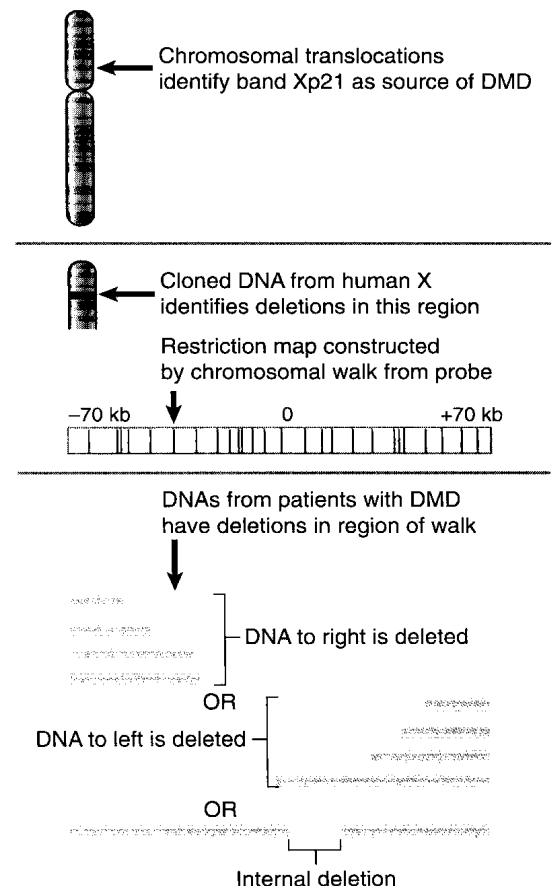 Chromosomal translocations
identify band Xp21 as source of DMD
Cloned DNA from human X
identifies deletions in this region
Restriction map constructed
by chromosomal walk from probe
−70 kb 0 +70 kb
DNAs from patients with DMD
have deletions in region of walk
DNA to right is deleted
OR
DNA to left is deleted
OR
Internal deletion